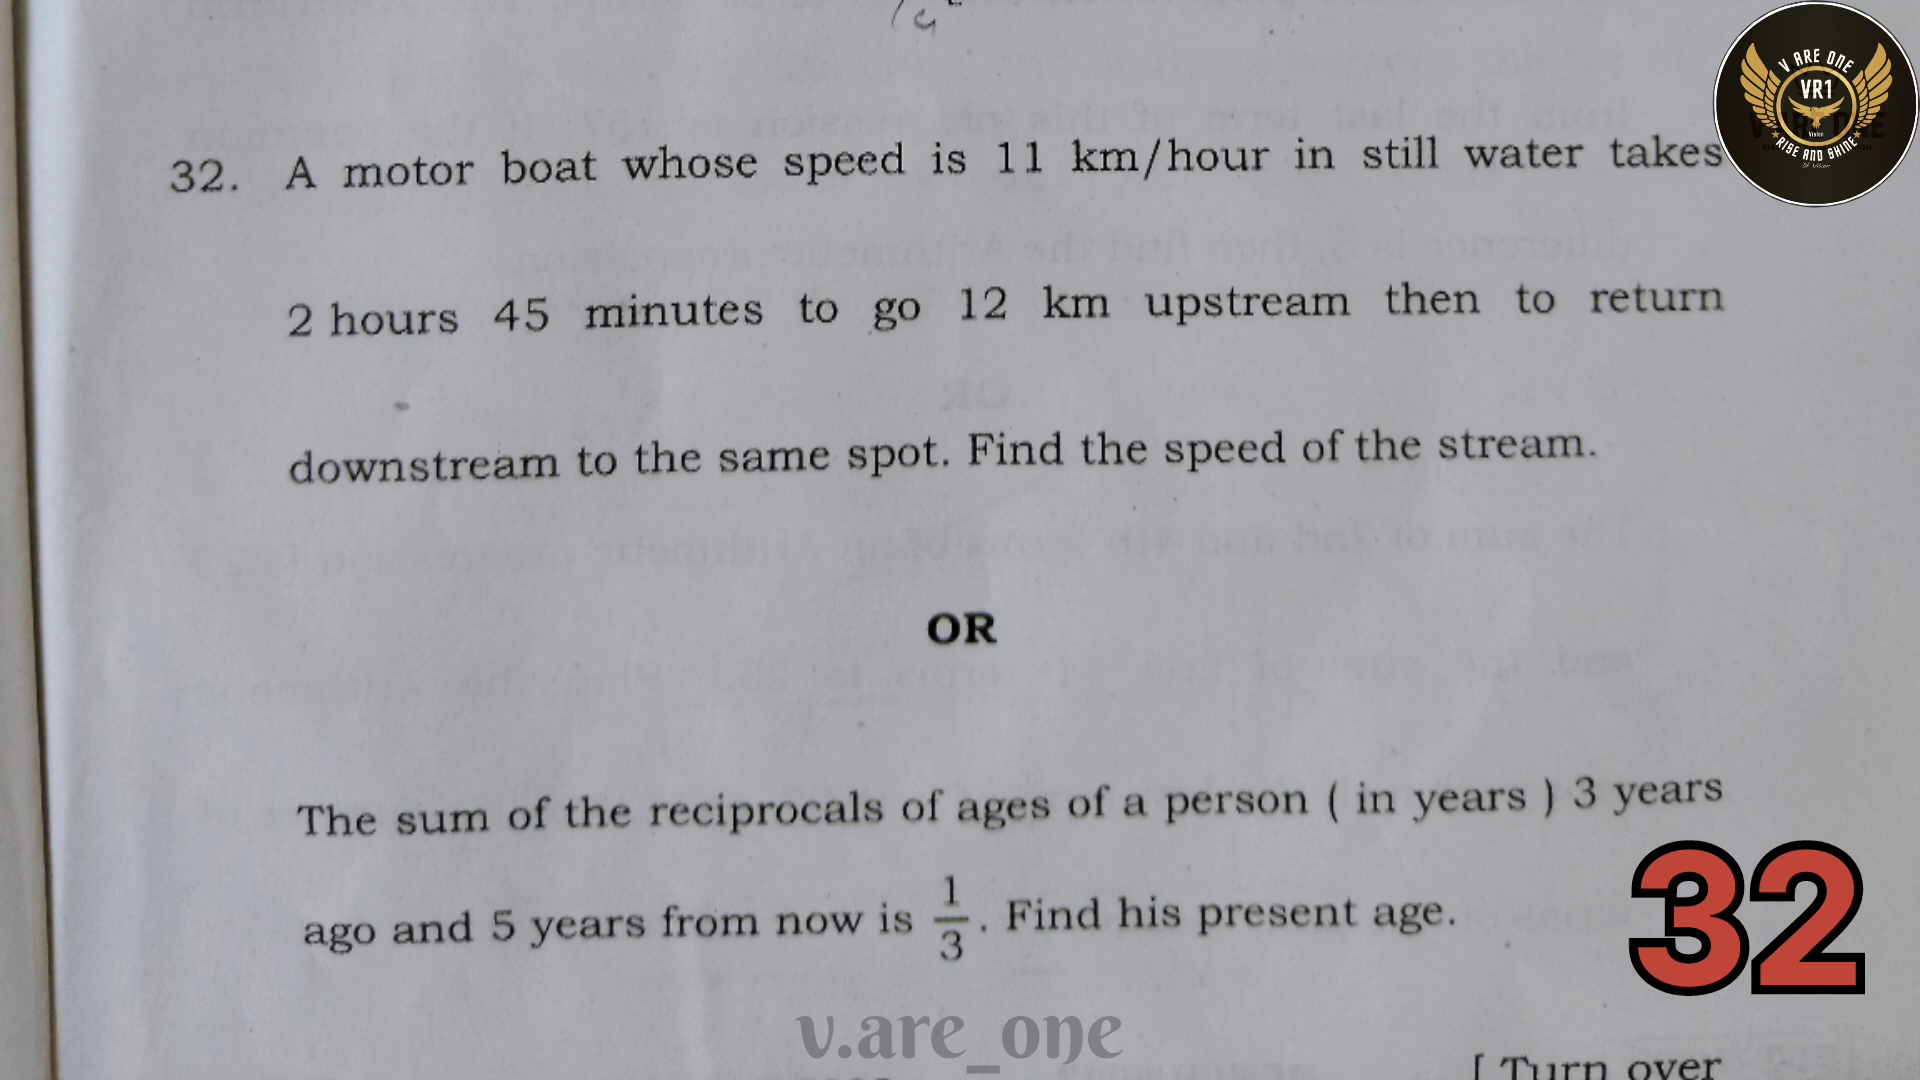 V ARE ONE
VR1
Vision
RISE AND SHINE
32. A motor boat whose speed is 11 km/hour in still water takes
2 hours 45 minutes to go 12 km upstream then to return
downstream to the same spot. Find the speed of the stream.
OR
The sum of the reciprocals of ages of a person ( in years ) 3 years
ago and 5 years from now is 1/3. Find his present age.
32
v.are_one
[ Turn over